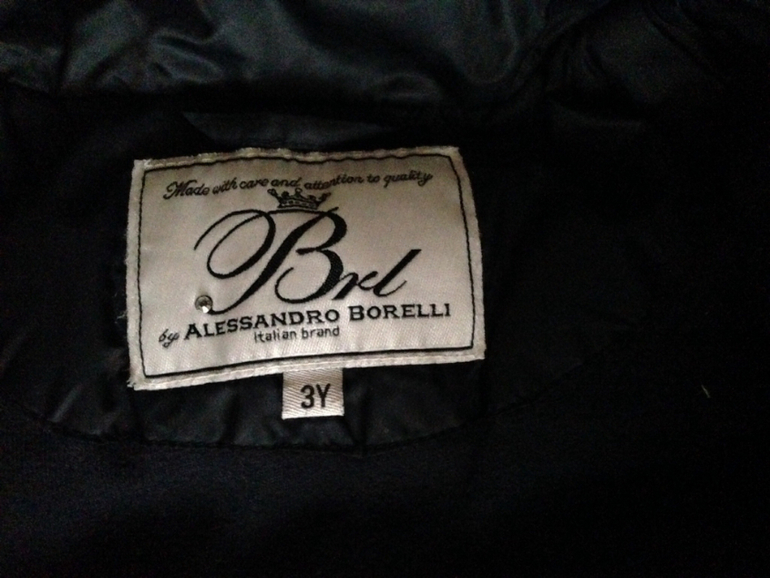 Made with care and attention to quality
Brl
by ALESSANDRO BORELLI
italian brand
3Y